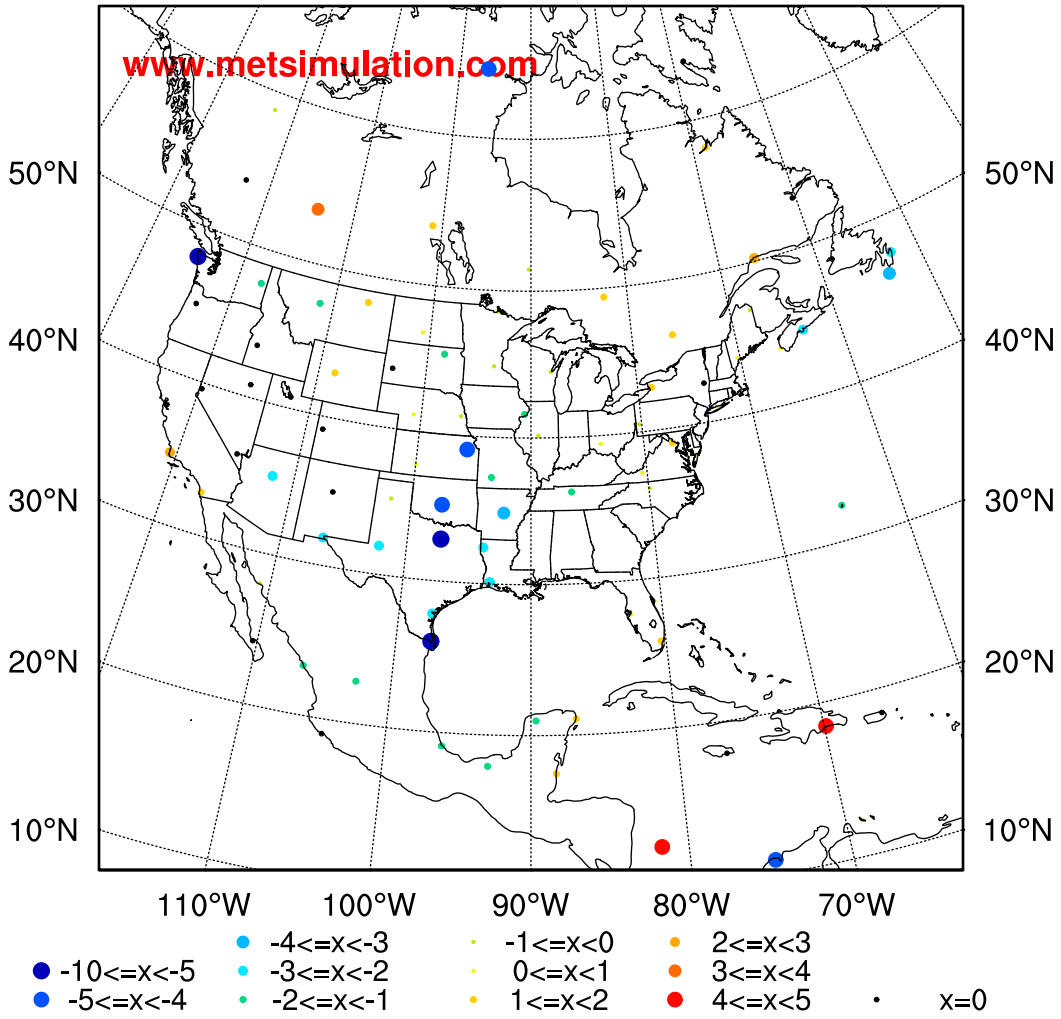 www.metsimulation.com
50°N 50°N
40°N 40°N
30°N 30°N
20°N 20°N
10°N 10°N
110°W 100°W 90°W 80°W 70°W
-4<=x<-3 -1<=x<0 2<=x<3
-10<=x<-5 -3<=x<-2 0<=x<1 3<=x<4
-5<=x<-4 -2<=x<-1 1<=x<2 4<=x<5 x=0